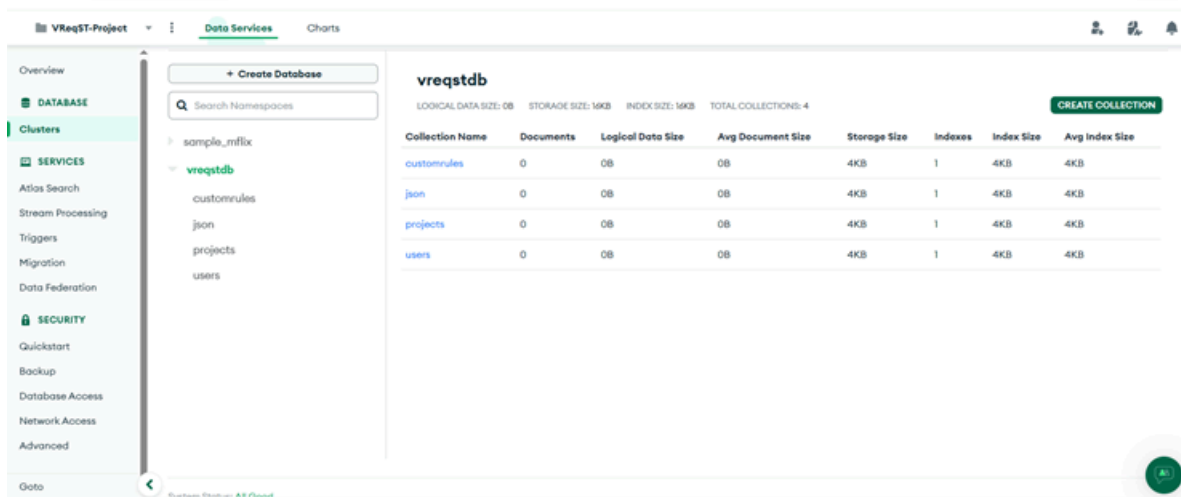 VReqST-Project
Data Services
Charts
Overview
DATABASE
Clusters
SERVICES
Atlas Search
Stream Processing
Triggers
Migration
Data Federation
SECURITY
Quickstart
Backup
Database Access
Network Access
Advanced
Goto
+ Create Database
Search Namespaces
sample_mflix
vreqstdb
customrules
json
projects
users
vreqstdb
LOGICAL DATA SIZE: 0B STORAGE SIZE: 16KB INDEX SIZE: 16KB TOTAL COLLECTIONS: 4
CREATE COLLECTION
Collection Name Documents Logical Data Size Avg Document Size Storage Size Indexes Index Size Avg Index Size
customrules 0 0B 0B 4KB 1 4KB 4KB
json 0 0B 0B 4KB 1 4KB 4KB
projects 0 0B 0B 4KB 1 4KB 4KB
users 0 0B 0B 4KB 1 4KB 4KB
System Status: All Good